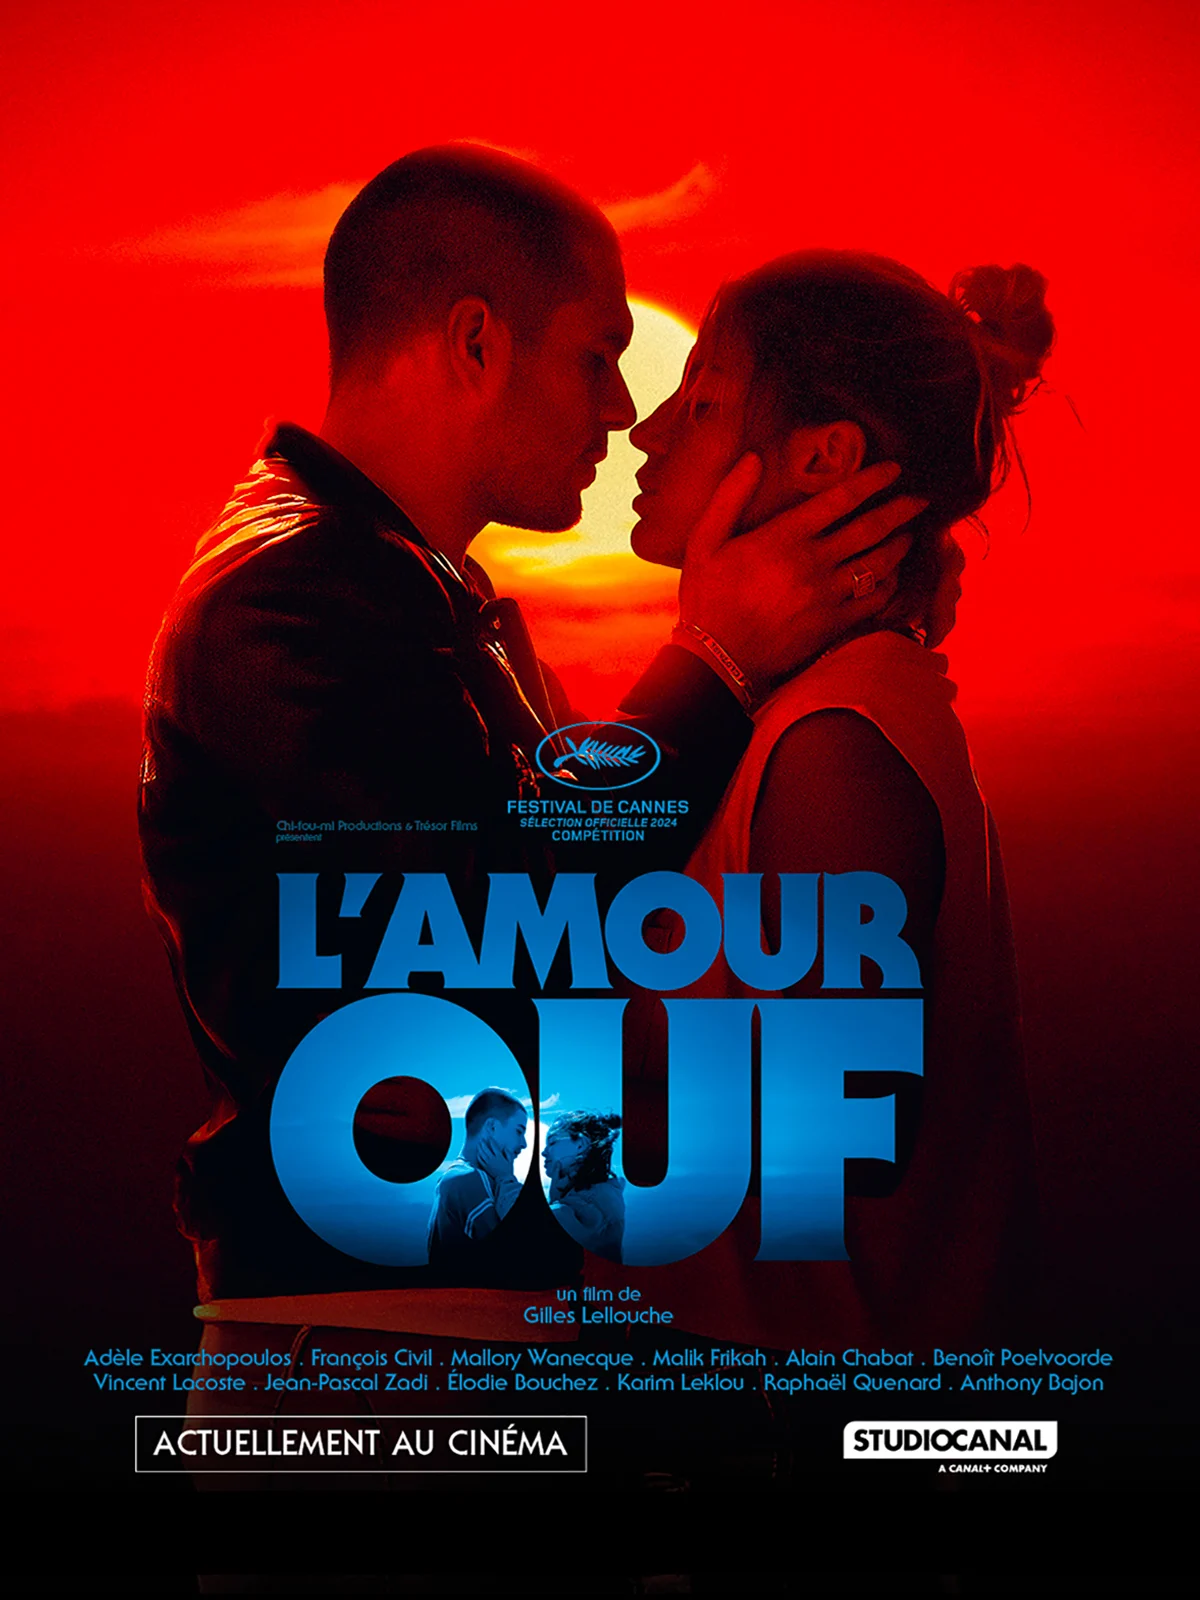 FESTIVAL DE CANNES
SÉLECTION OFFICIELLE 2024
COMPÉTITION
Chi-fou-mi Productions & Trésor Films
présentent
L'AMOUR
OUF
un film de
Gilles Lellouche
Adèle Exarchopoulos . François Civil . Mallory Wanecque . Malik Frikah . Alain Chabat . Benoît Poelvoorde
Vincent Lacoste . Jean-Pascal Zadi . Élodie Bouchez . Karim Leklou . Raphaël Quenard . Anthony Bajon
ACTUELLEMENT AU CINÉMA
STUDIOCANAL
A CANAL+ COMPANY